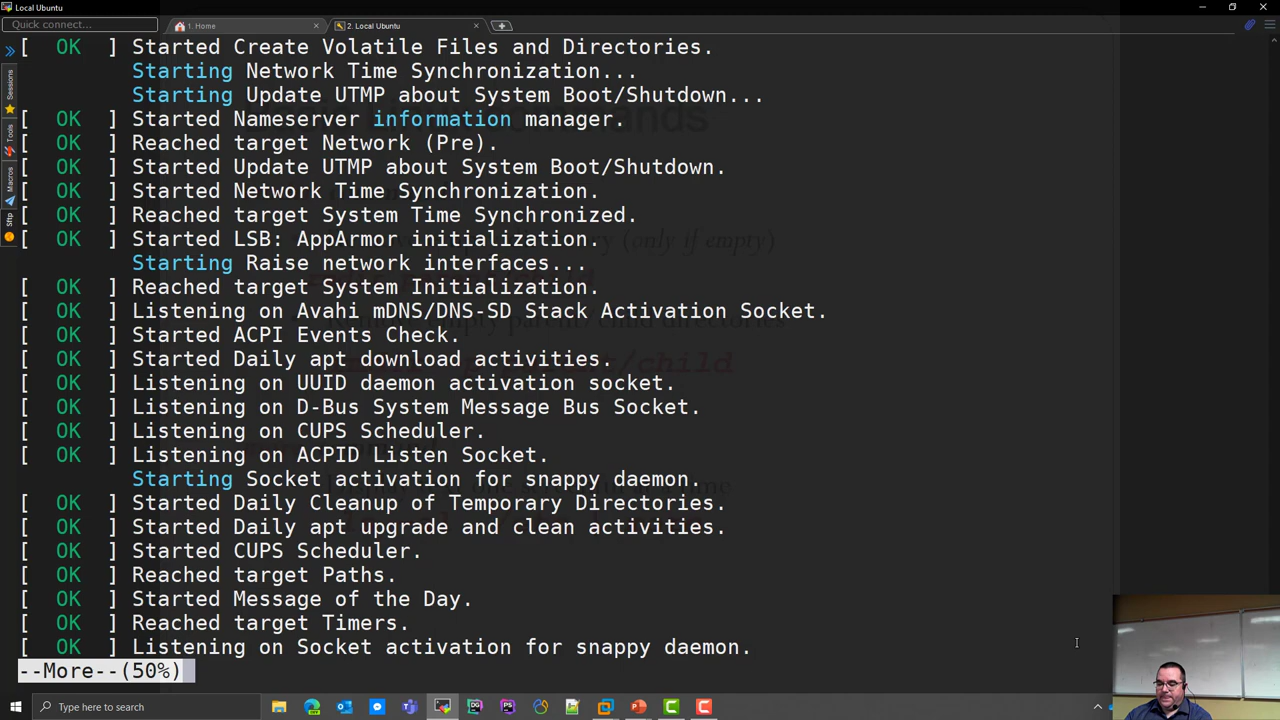 Local Ubuntu
Quick connect...
1. Home
2. Local Ubuntu
Sessions
Tools
Macros
Sftp
[ OK ] Started Create Volatile Files and Directories.
Starting Network Time Synchronization...
Starting Update UTMP about System Boot/Shutdown...
[ OK ] Started Nameserver information manager.
[ OK ] Reached target Network (Pre).
[ OK ] Started Update UTMP about System Boot/Shutdown.
[ OK ] Started Network Time Synchronization.
[ OK ] Reached target System Time Synchronized.
[ OK ] Started LSB: AppArmor initialization.
Starting Raise network interfaces...
[ OK ] Reached target System Initialization.
[ OK ] Listening on Avahi mDNS/DNS-SD Stack Activation Socket.
[ OK ] Started ACPI Events Check.
[ OK ] Started Daily apt download activities.
[ OK ] Listening on UUID daemon activation socket.
[ OK ] Listening on D-Bus System Message Bus Socket.
[ OK ] Listening on CUPS Scheduler.
[ OK ] Listening on ACPID Listen Socket.
Starting Socket activation for snappy daemon.
[ OK ] Started Daily Cleanup of Temporary Directories.
[ OK ] Started Daily apt upgrade and clean activities.
[ OK ] Started CUPS Scheduler.
[ OK ] Reached target Paths.
[ OK ] Started Message of the Day.
[ OK ] Reached target Timers.
[ OK ] Listening on Socket activation for snappy daemon.
--More--(50%)
Type here to search